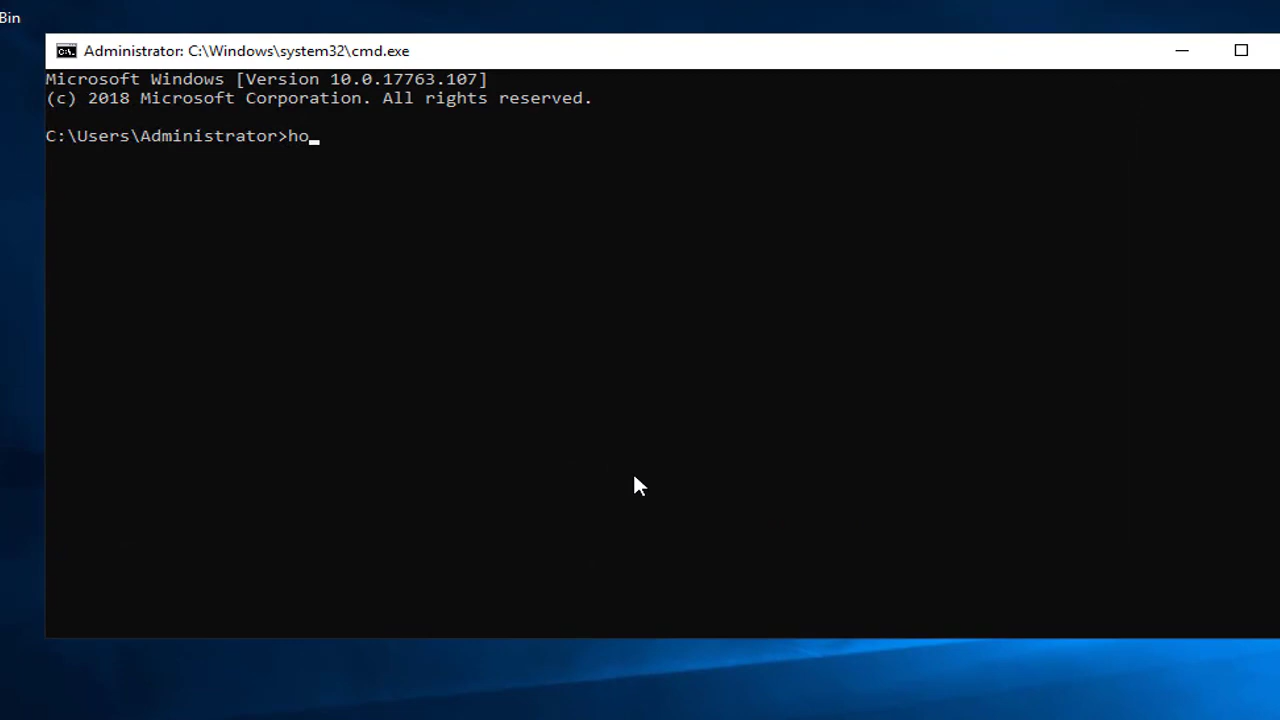 Bin
Administrator: C:\Windows\system32\cmd.exe
Microsoft Windows [Version 10.0.17763.107]
(c) 2018 Microsoft Corporation. All rights reserved.
C:\Users\Administrator>ho